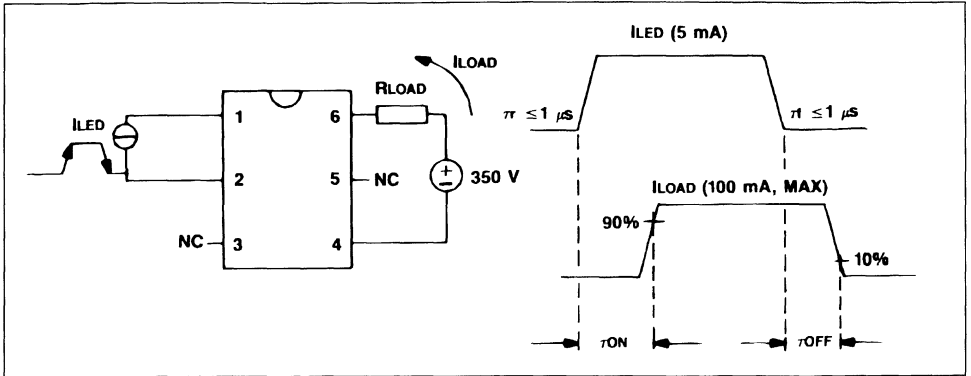 ILED (5 mA)
ILOAD
RLOAD
ILED
1
6
τr ≤1 μs
τf ≤1 μs
2
5
NC
350 V
ILOAD (100 mA, MAX)
90%
NC
3
4
10%
τON
τOFF